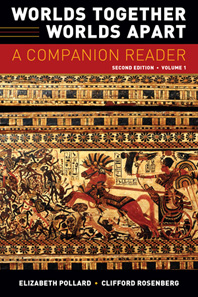 WORLDS TOGETHER
WORLDS APART
A COMPANION READER
SECOND EDITION • VOLUME 1
ELIZABETH POLLARD • CLIFFORD ROSENBERG